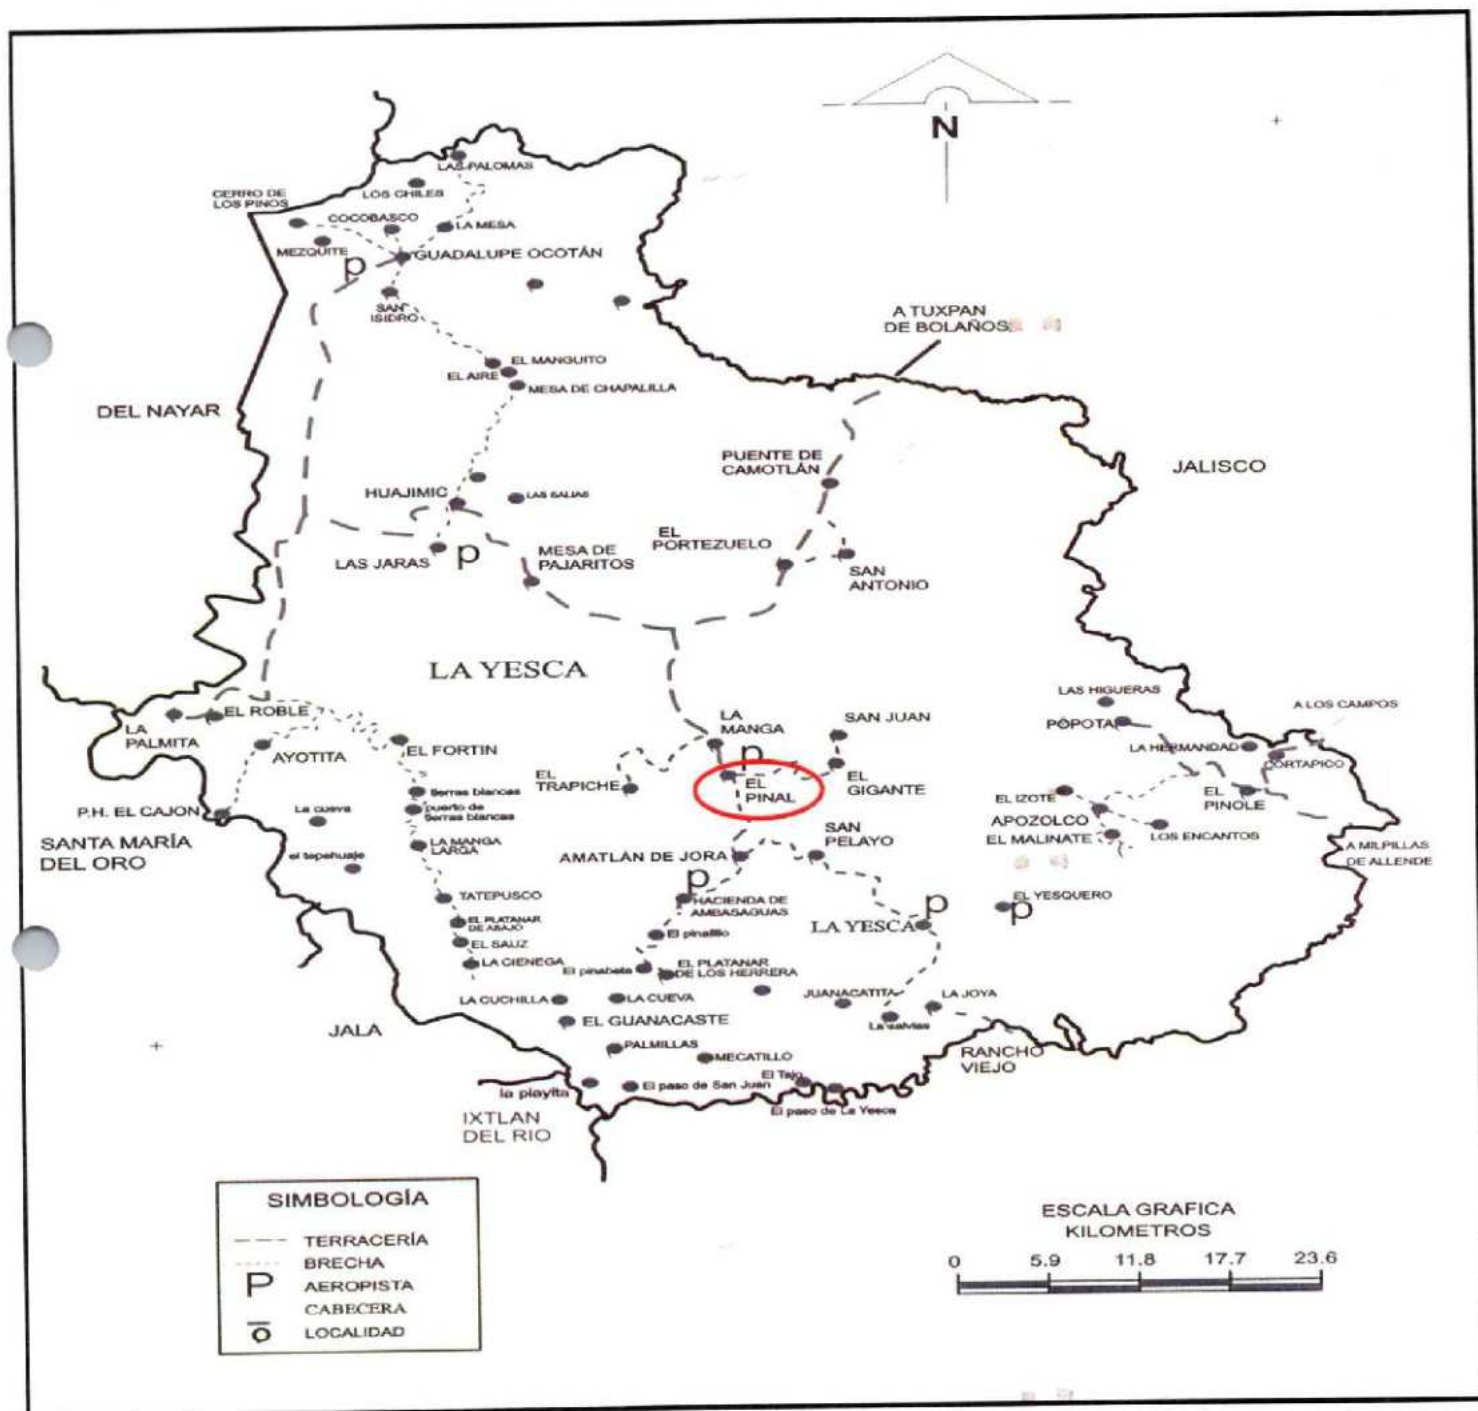 N
LAS PALOMAS
LOS CHILES
CERRO DE
LOS PINOS
COCOBASCO
LA MESA
MEZQUITE
P
GUADALUPE OCOTÁN
SAN
ISIDRO
A TUXPAN
DE BOLAÑOS
EL MANGUITO
EL AIRE
MESA DE CHAPALILLA
DEL NAYAR
PUENTE DE
CAMOTLÁN
JALISCO
HUAJIMIC
LAS JARAS
P
MESA DE
PAJARITOS
EL
PORTEZUELO
SAN
ANTONIO
LA YESCA
LAS HIGUERAS
A LOS CAMPOS
LA
PALMITA
EL ROBLE
LA
MANGA
SAN JUAN
POPOTA
AYOTITA
EL FORTIN
P
LA HERMANDAD
CORTAPICO
EL
TRAPICHE
EL
PINAL
EL
GIGANTE
EL IZOTE
EL
PINOLE
P.H. EL CAJON
La cueva
tierras blancas
puerto de
tierras blancas
APOZOLCO
EL MALINATE
LOS ENCANTOS
SANTA MARÍA
DEL ORO
LA MANGA
LARGA
SAN
PELAYO
A MILPILLAS
DE ALLENDE
el tepehuaje
AMATLÁN DE JORA
P
TATEPUSCO
HACIENDA DE
AMBASAGUAS
P
EL YESQUERO
P
EL PLATANAR
DE ABAJO
LA YESCA
EL SAUZ
El pinalillo
LA CIENEGA
El pinabete
EL PLATANAR
DE LOS HERRERA
LA CUCHILLA
LA CUEVA
JUANACATITA
LA JOYA
La salvias
JALA
EL GUANACASTE
PALMILLAS
MECATILLO
RANCHO
VIEJO
la playita
El paso de San Juan
El Tajo
El paso de La Yesca
IXTLAN
DEL RIO
SIMBOLOGÍA
TERRACERÍA
BRECHA
P AEROPISTA
CABECERA
LOCALIDAD
ESCALA GRAFICA
KILOMETROS
0 5.9 11.8 17.7 23.6